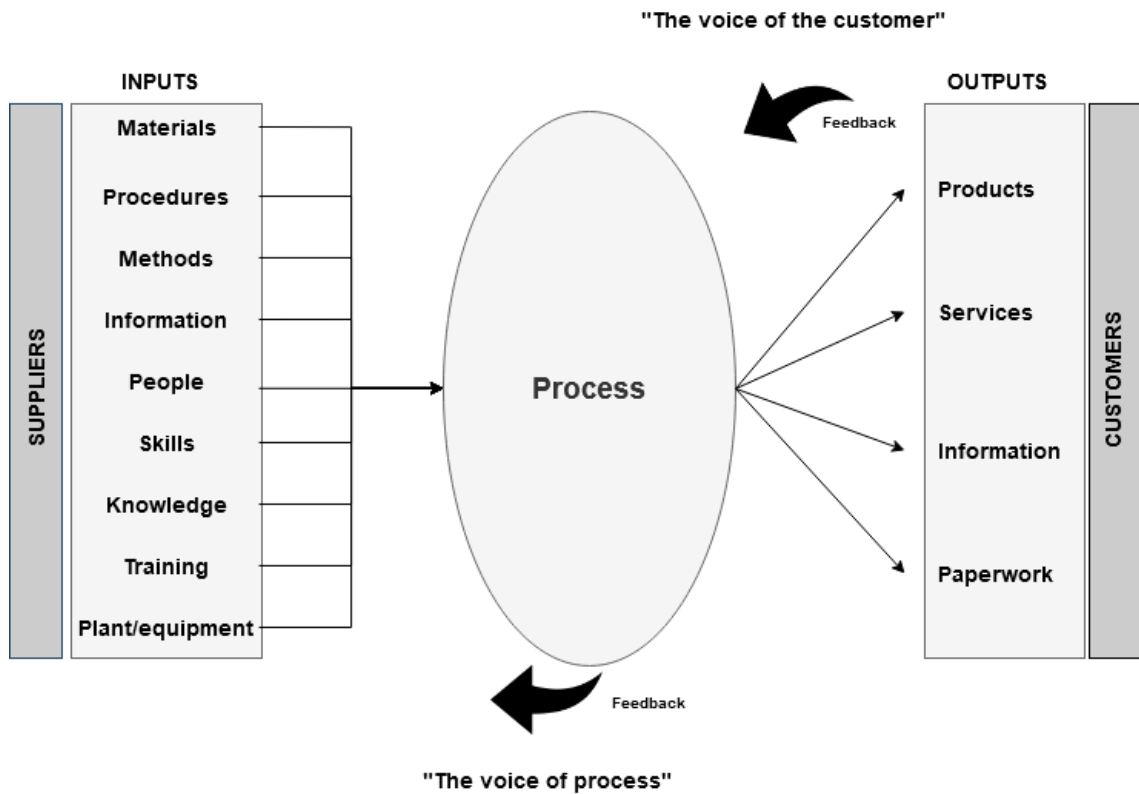 "The voice of the customer"
INPUTS
OUTPUTS
SUPPLIERS
Materials
Procedures
Methods
Information
People
Skills
Knowledge
Training
Plant/equipment
Process
Feedback
Products
Services
Information
Paperwork
CUSTOMERS
Feedback
"The voice of process"